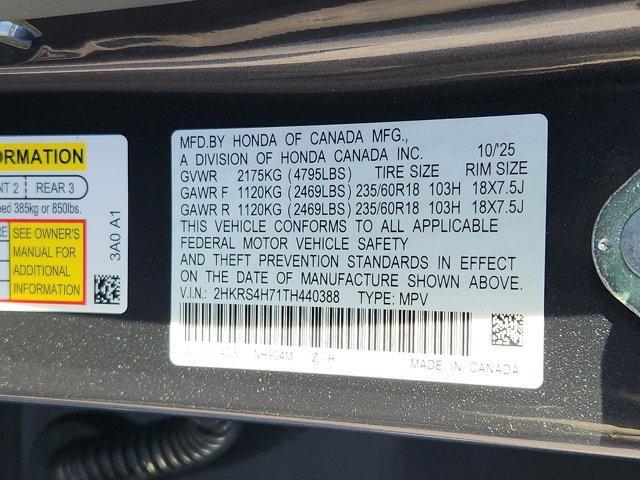 ORMATION
NT 2 | REAR 3
eed 385kg or 850lbs.
RE SEE OWNER'S
MANUAL FOR
ADDITIONAL
INFORMATION
3A0 A1
MFD.BY HONDA OF CANADA MFG.,
A DIVISION OF HONDA CANADA INC. 10/'25
GVWR 2175KG (4795LBS) TIRE SIZE RIM SIZE
GAWR F 1120KG (2469LBS) 235/60R18 103H 18X7.5J
GAWR R 1120KG (2469LBS) 235/60R18 103H 18X7.5J
THIS VEHICLE CONFORMS TO ALL APPLICABLE
FEDERAL MOTOR VEHICLE SAFETY
AND THEFT PREVENTION STANDARDS IN EFFECT
ON THE DATE OF MANUFACTURE SHOWN ABOVE.
V.I.N.: 2HKRS4H71TH440388 TYPE: MPV
NH904M
MADE IN CANADA